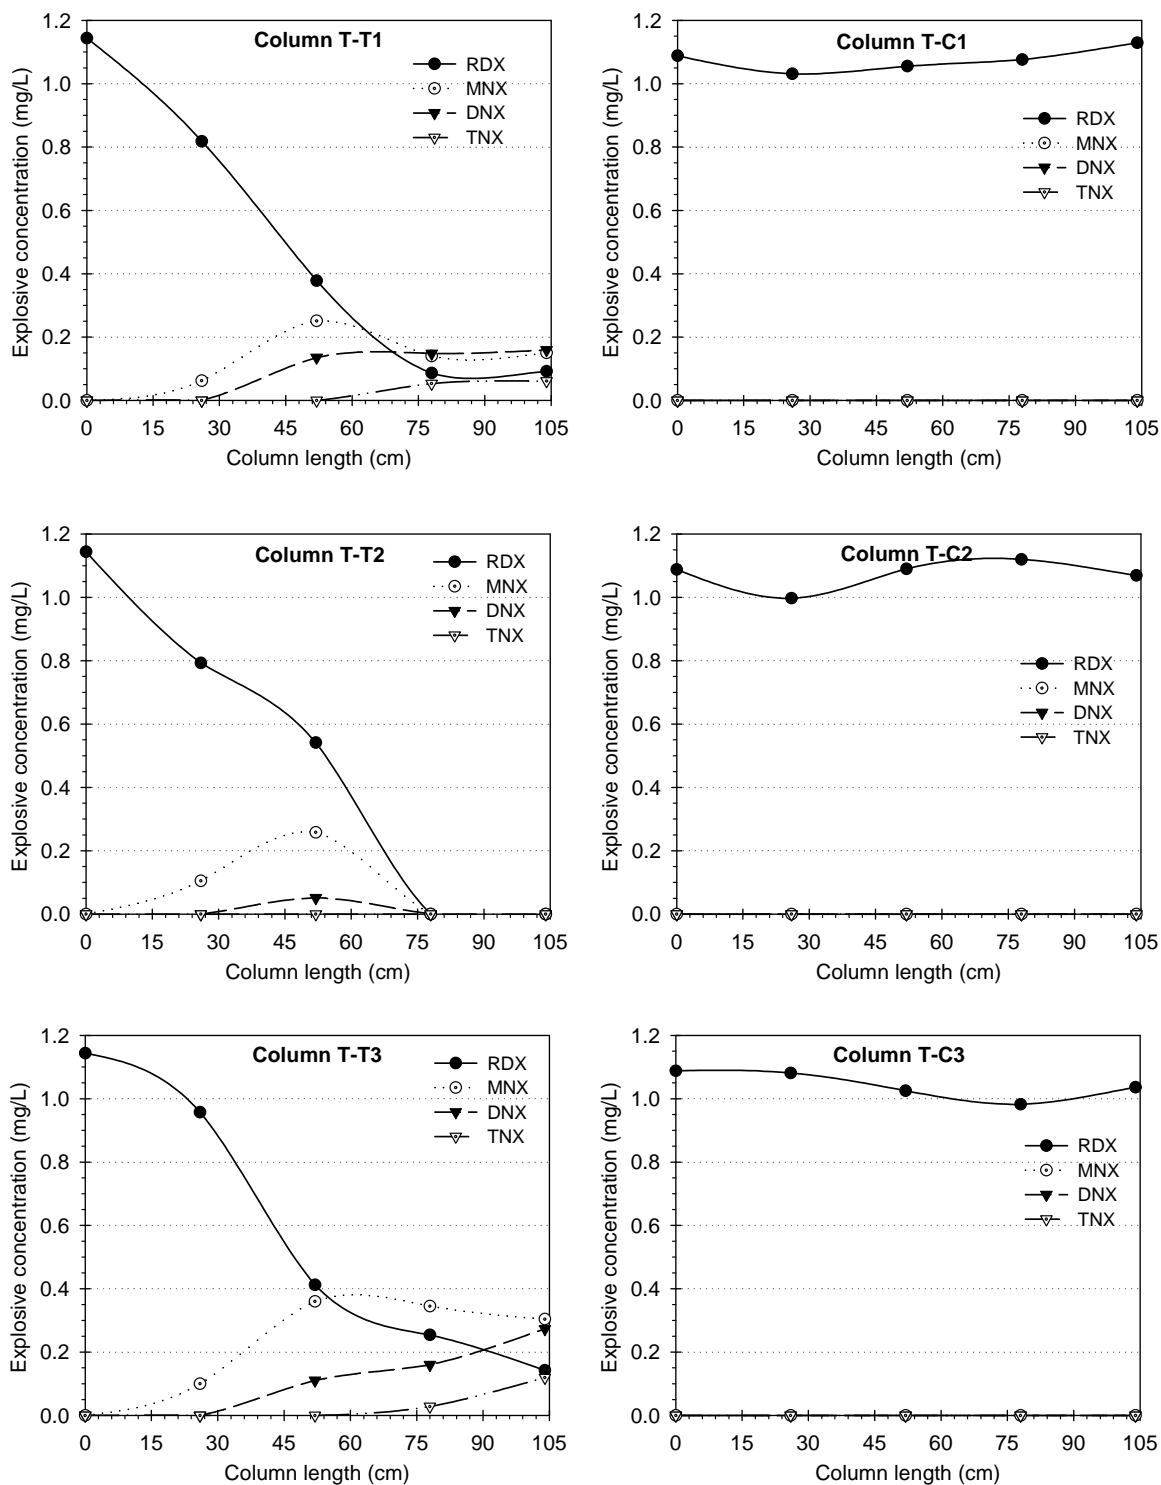 Column T-T1
RDX
MNX
DNX
TNX
Explosive concentration (mg/L)
1.2
1.0
0.8
0.6
0.4
0.2
0.0
0 15 30 45 60 75 90 105
Column length (cm)
Column T-C1
RDX
MNX
DNX
TNX
Explosive concentration (mg/L)
1.2
1.0
0.8
0.6
0.4
0.2
0.0
0 15 30 45 60 75 90 105
Column length (cm)
Column T-T2
RDX
MNX
DNX
TNX
Explosive concentration (mg/L)
1.2
1.0
0.8
0.6
0.4
0.2
0.0
0 15 30 45 60 75 90 105
Column length (cm)
Column T-C2
RDX
MNX
DNX
TNX
Explosive concentration (mg/L)
1.2
1.0
0.8
0.6
0.4
0.2
0.0
0 15 30 45 60 75 90 105
Column length (cm)
Column T-T3
RDX
MNX
DNX
TNX
Explosive concentration (mg/L)
1.2
1.0
0.8
0.6
0.4
0.2
0.0
0 15 30 45 60 75 90 105
Column length (cm)
Column T-C3
RDX
MNX
DNX
TNX
Explosive concentration (mg/L)
1.2
1.0
0.8
0.6
0.4
0.2
0.0
0 15 30 45 60 75 90 105
Column length (cm)